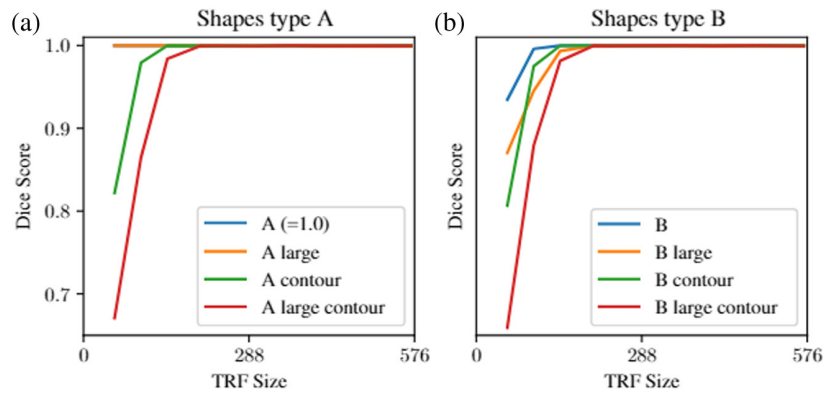 (a)
Shapes type A
1.0
0.9
0.8
0.7
Dice Score
A (=1.0)
A large
A contour
A large contour
0
288
576
TRF Size
(b)
Shapes type B
Dice Score
B
B large
B contour
B large contour
0
288
576
TRF Size